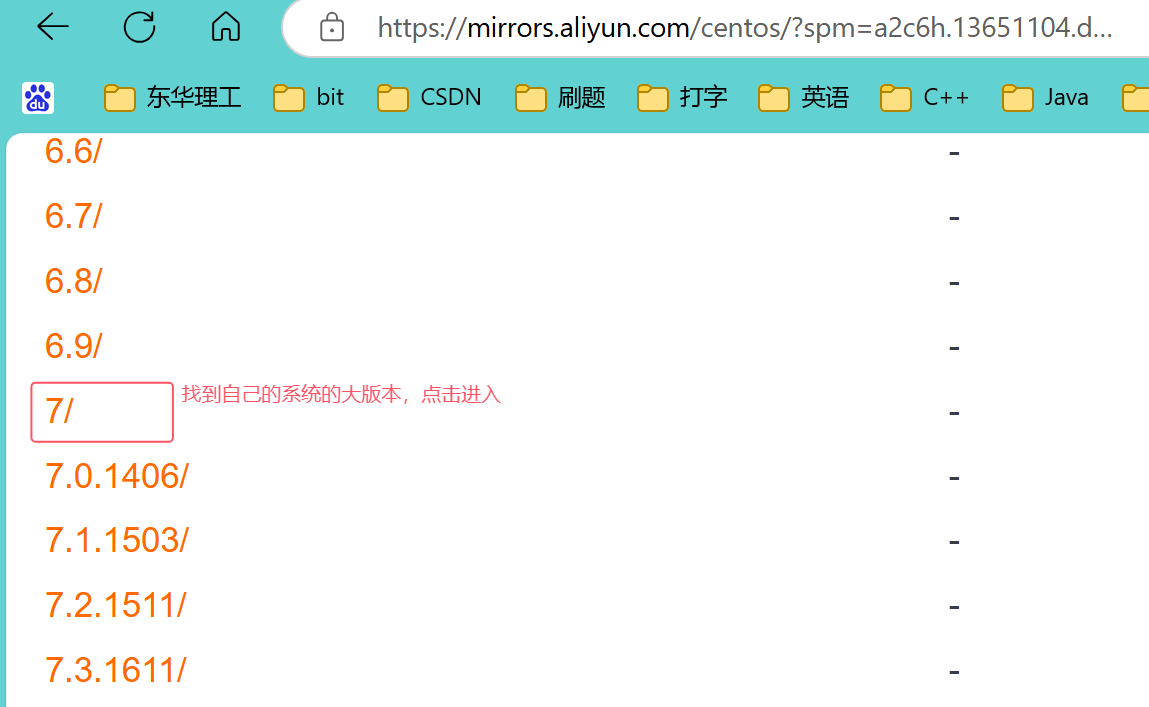 https://mirrors.aliyun.com/centos/?spm=a2c6h.13651104.d...
du 东华理工 bit CSDN 刷题 打字 英语 C++ Java
6.6/ -
6.7/ -
6.8/ -
6.9/ -
7/ 找到自己的系统的大版本，点击进入 -
7.0.1406/ -
7.1.1503/ -
7.2.1511/ -
7.3.1611/ -